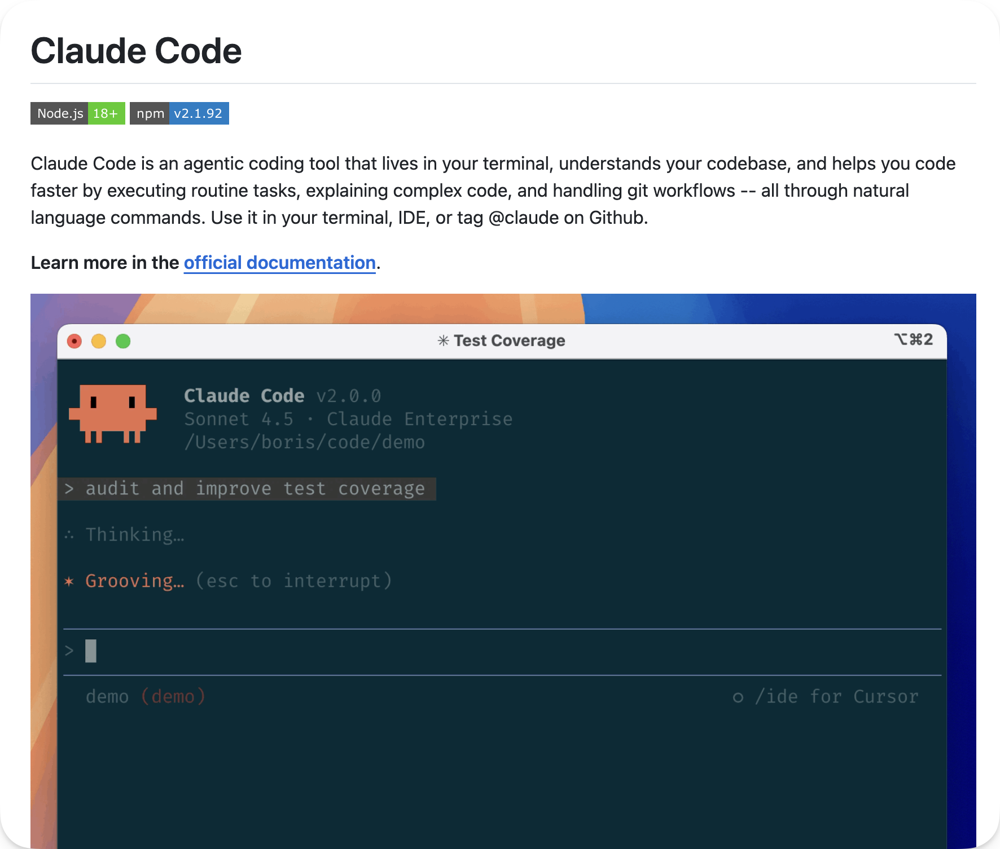 Claude Code
Node.js 18+ npm v2.1.92
Claude Code is an agentic coding tool that lives in your terminal, understands your codebase, and helps you code
faster by executing routine tasks, explaining complex code, and handling git workflows -- all through natural
language commands. Use it in your terminal, IDE, or tag @claude on Github.
Learn more in the official documentation.
✳ Test Coverage ⌥⌘2
Claude Code v2.0.0
Sonnet 4.5 · Claude Enterprise
/Users/boris/code/demo
> audit and improve test coverage
∴ Thinking…
✶ Grooving… (esc to interrupt)
>
demo (demo) ○ /ide for Cursor